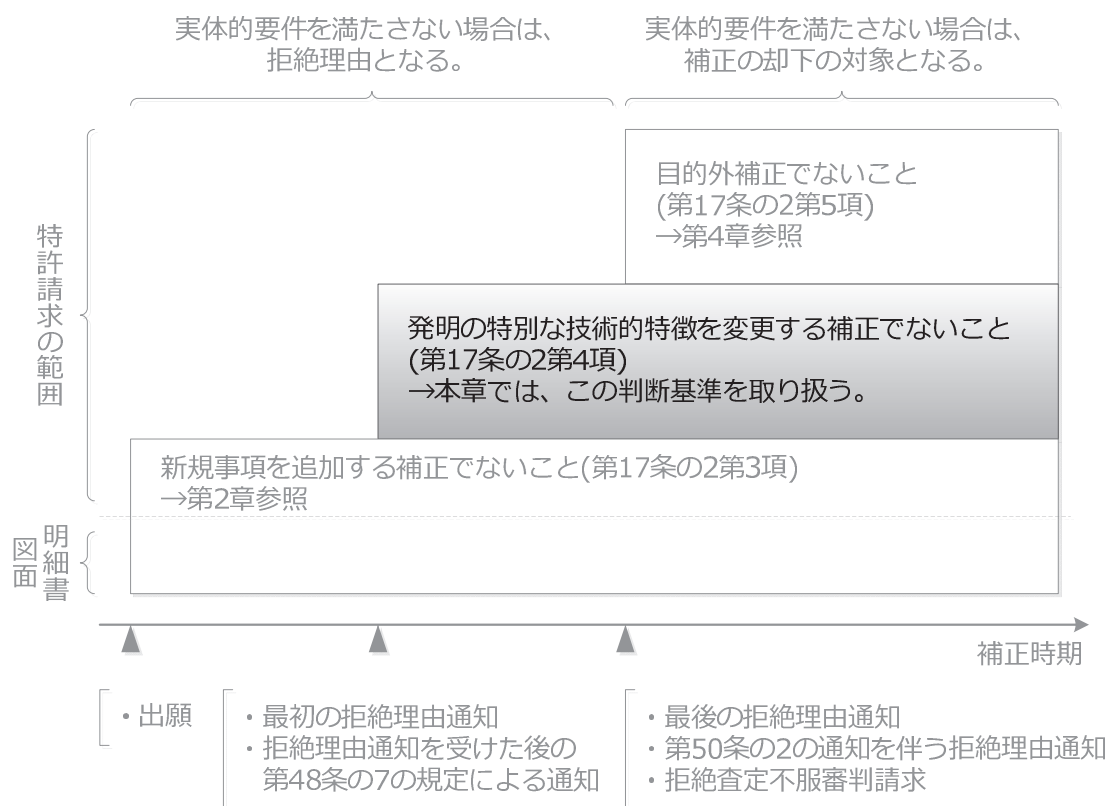 実体的要件を満たさない場合は、
拒絶理由となる。
実体的要件を満たさない場合は、
補正の却下の対象となる。
目的外補正でないこと
(第17条の2第5項)
→第4章参照
特許請求の範囲
発明の特別な技術的特徴を変更する補正でないこと
(第17条の2第4項)
→本章では、この判断基準を取り扱う。
新規事項を追加する補正でないこと(第17条の2第3項)
→第2章参照
明細書
図面
補正時期
・出願
・最初の拒絶理由通知
・拒絶理由通知を受けた後の
第48条の7の規定による通知
・最後の拒絶理由通知
・第50条の2の通知を伴う拒絶理由通知
・拒絶査定不服審判請求